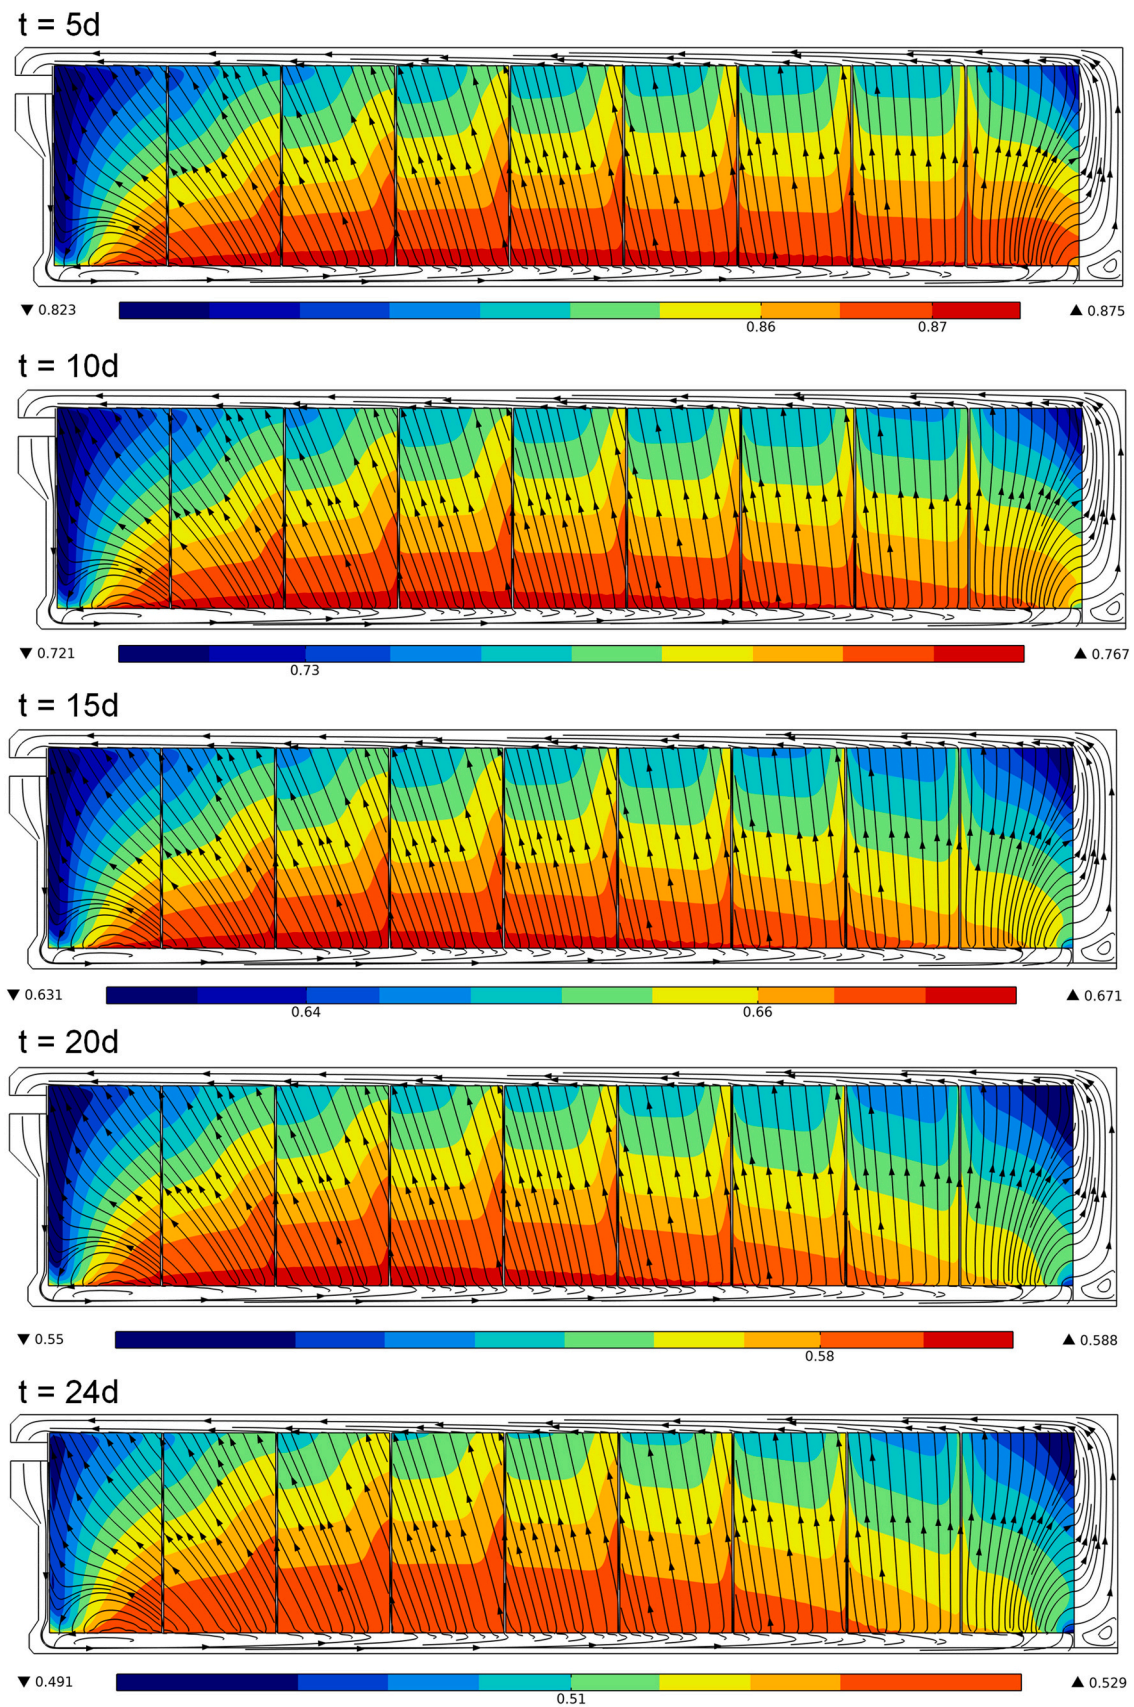 t = 5d
▼ 0.823 0.86 0.87 ▲ 0.875
t = 10d
▼ 0.721 0.73 ▲ 0.767
t = 15d
▼ 0.631 0.64 0.66 ▲ 0.671
t = 20d
▼ 0.55 0.58 ▲ 0.588
t = 24d
▼ 0.491 0.51 ▲ 0.529